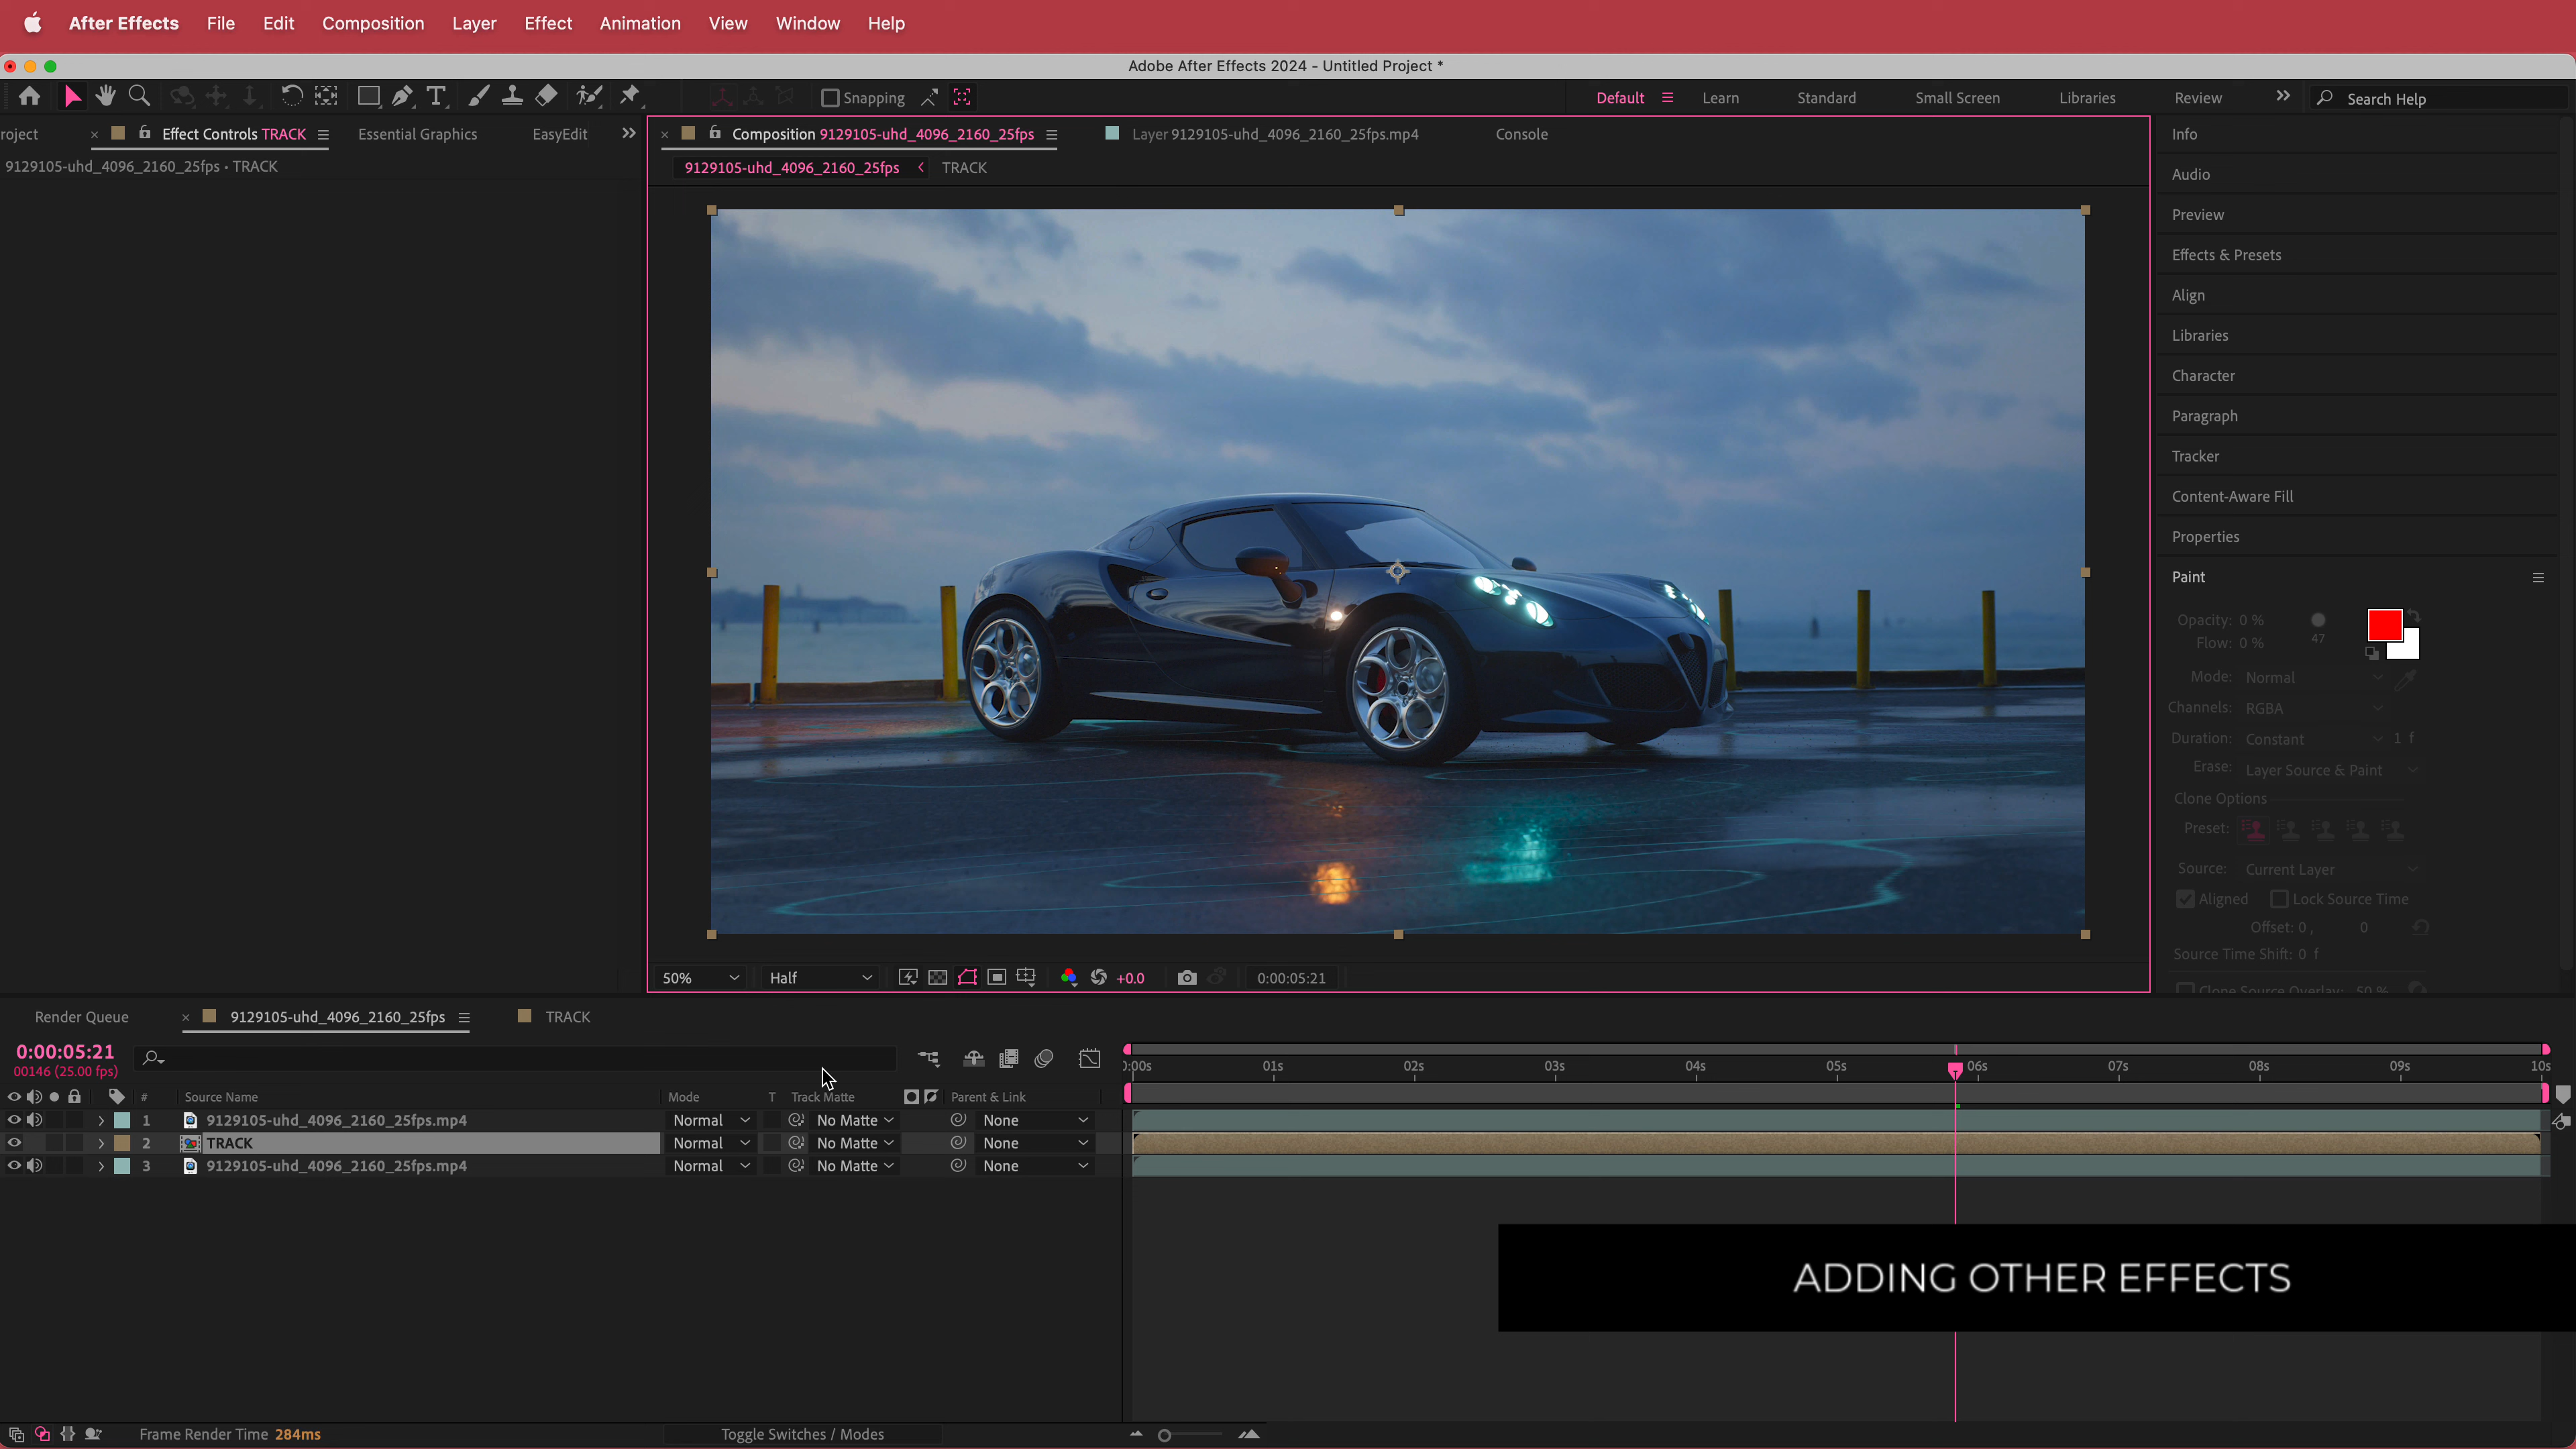 After Effects File Edit Composition Layer Effect Animation View Window Help
Adobe After Effects 2024 - Untitled Project *
Snapping
Default Learn Standard Small Screen Libraries Review Search Help
roject Effect Controls TRACK Essential Graphics EasyEdit
9129105-uhd_4096_2160_25fps • TRACK
Composition 9129105-uhd_4096_2160_25fps Layer 9129105-uhd_4096_2160_25fps.mp4 Console
9129105-uhd_4096_2160_25fps TRACK
Info
Audio
Preview
Effects & Presets
Align
Libraries
Character
Paragraph
Tracker
Content-Aware Fill
Properties
Paint
Opacity: 0 %
Flow: 0 % 47
Mode: Normal
Channels: RGBA
Duration: Constant 1 f
Erase: Layer Source & Paint
Clone Options
Preset:
Source: Current Layer
Aligned Lock Source Time
Offset: 0 , 0
Source Time Shift: 0 f
Clone Source Overlay: 50 %
50% Half +0.0 0:00:05:21
Render Queue 9129105-uhd_4096_2160_25fps TRACK
0:00:05:21
00146 (25.00 fps)
):00s 01s 02s 03s 04s 05s 06s 07s 08s 09s 10s
# Source Name Mode T Track Matte Parent & Link
1 9129105-uhd_4096_2160_25fps.mp4 Normal No Matte None
2 TRACK Normal No Matte None
3 9129105-uhd_4096_2160_25fps.mp4 Normal No Matte None
ADDING OTHER EFFECTS
Frame Render Time 284ms Toggle Switches / Modes